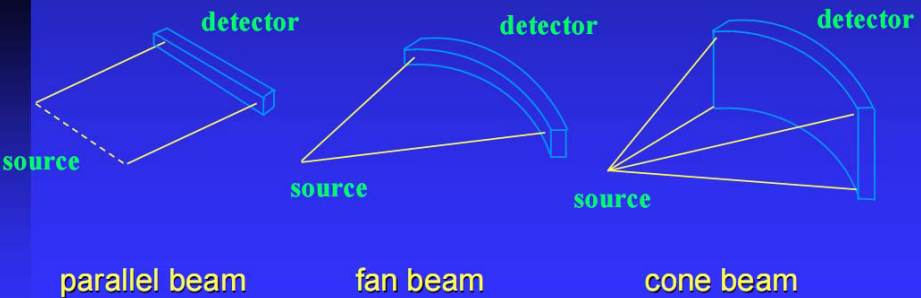 detector
detector
detector
source
source
source
parallel beam
fan beam
cone beam